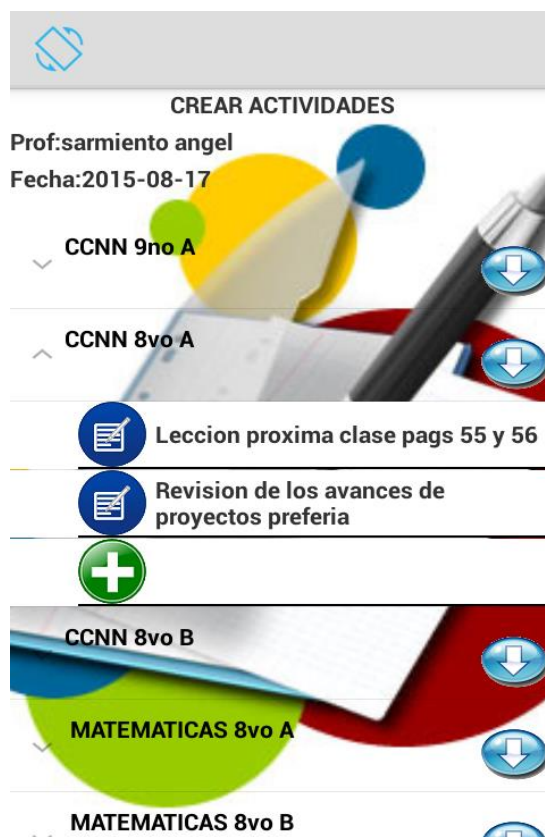 CREAR ACTIVIDADES
Prof:sarmiento angel
Fecha:2015-08-17
CCNN 9no A
CCNN 8vo A
Leccion proxima clase pags 55 y 56
Revision de los avances de
proyectos preferia
CCNN 8vo B
MATEMATICAS 8vo A
MATEMATICAS 8vo B